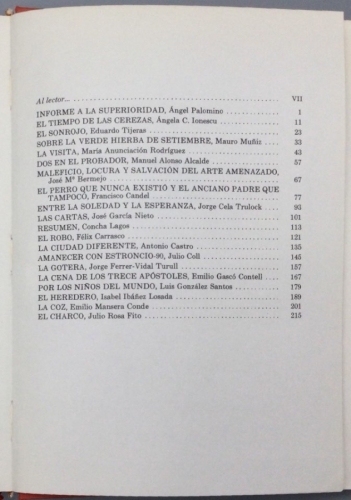 Al lector... VII
INFORME A LA SUPERIORIDAD, Ángel Palomino 1
EL TIEMPO DE LAS CEREZAS, Ángela C. Ionescu 11
EL SONROJO, Eduardo Tijeras 23
SOBRE LA VERDE HIERBA DE SETIEMBRE, Mauro Muñiz 33
LA VISITA, María Anunciación Rodríguez 43
DOS EN EL PROBADOR, Manuel Alonso Alcalde 57
MALEFICIO, LOCURA Y SALVACIÓN DEL ARTE AMENAZADO,
José Mª Bermejo 67
EL PERRO QUE NUNCA EXISTIÓ Y EL ANCIANO PADRE QUE
TAMPOCO, Francisco Candel 77
ENTRE LA SOLEDAD Y LA ESPERANZA, Jorge Cela Trulock 93
LAS CARTAS, José García Nieto 101
RESUMEN, Concha Lagos 113
EL ROBO, Félix Carrasco 121
LA CIUDAD DIFERENTE, Antonio Castro 135
AMANECER CON ESTRONCIO-90, Julio Coll 145
LA GOTERA, Jorge Ferrer-Vidal Turull 157
LA CENA DE LOS TRECE APÓSTOLES, Emilio Gascó Contell 167
POR LOS NIÑOS DEL MUNDO, Luis González Santos 179
EL HEREDERO, Isabel Ibáñez Losada 189
LA COZ, Emilio Mansera Conde 201
EL CHARCO, Julio Rosa Fito 215